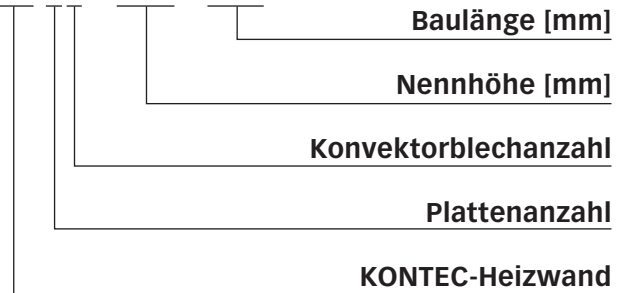 Baulänge [mm]
Nennhöhe [mm]
Konvektorblechanzahl
Plattenanzahl
KONTEC-Heizwand